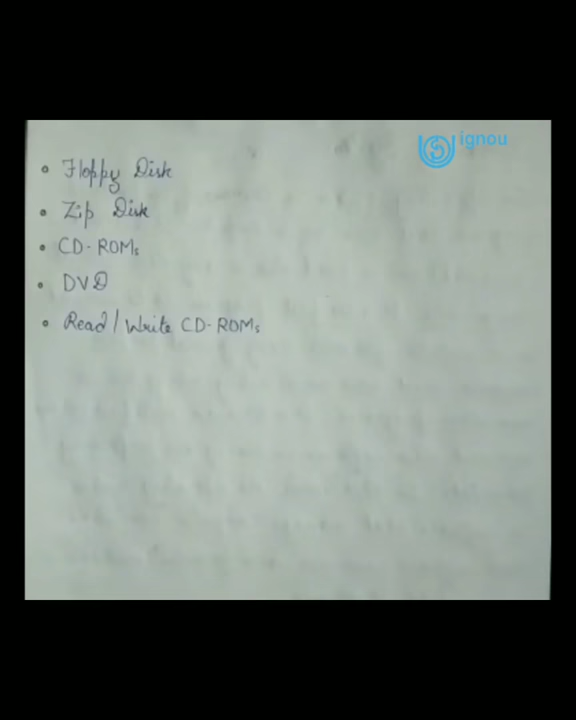 ignou
• Floppy Disk
• Zip Disk
• CD-ROMs
• DVD
• Read/Write CD-ROMs